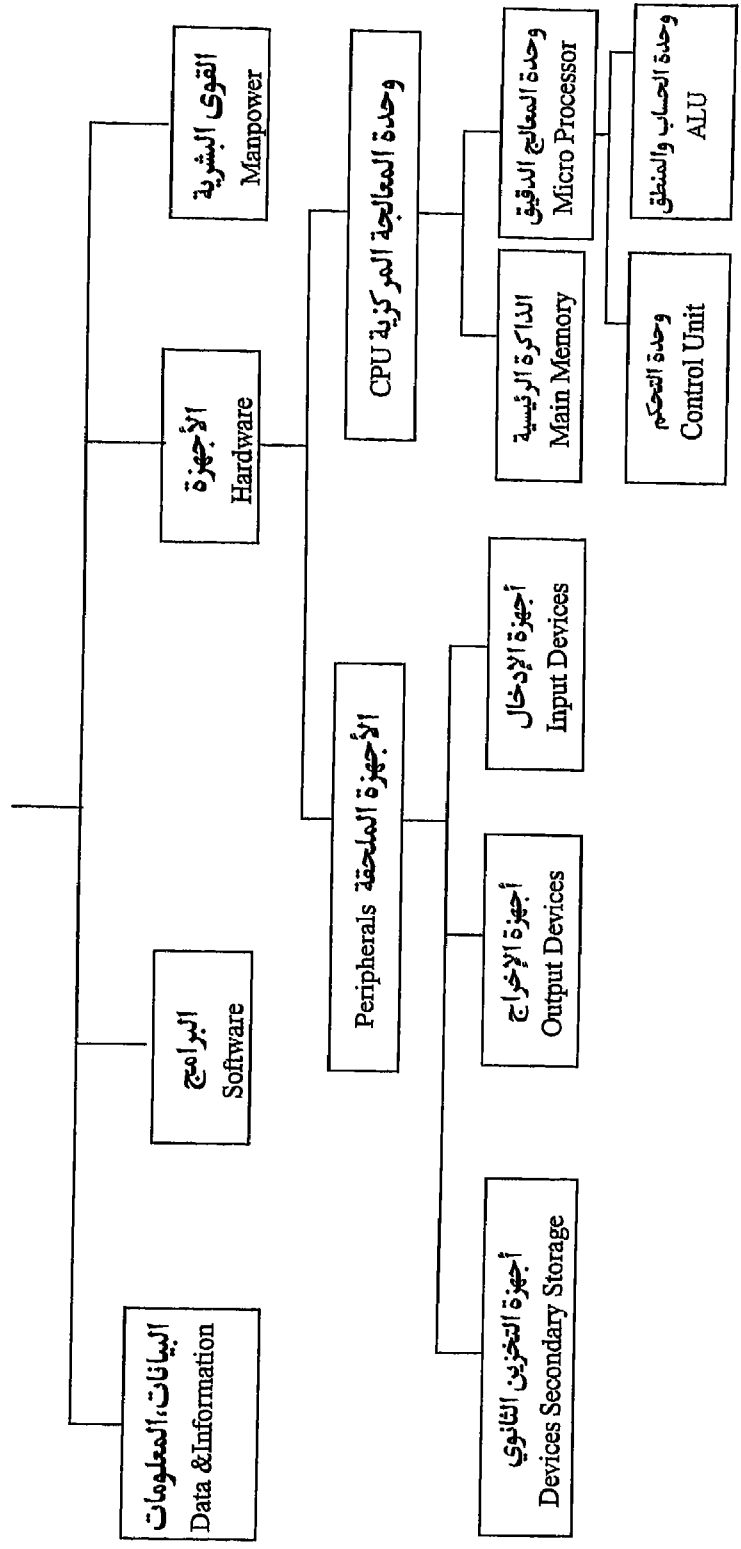 القوى البشرية
Manpower
الأجهزة
Hardware
البرامج
Software
البيانات،المعلومات
Data &Information
وحدة المعالجة المركزية CPU
الأجهزة الملحقة Peripherals
وحدة المعالج الدقيق
Micro Processor
الذاكرة الرئيسية
Main Memory
أجهزة الإدخال
Input Devices
أجهزة الإخراج
Output Devices
أجهزة التخزين الثانوي
Devices Secondary Storage
وحدة الحساب والمنطق
ALU
وحدة التحكم
Control Unit